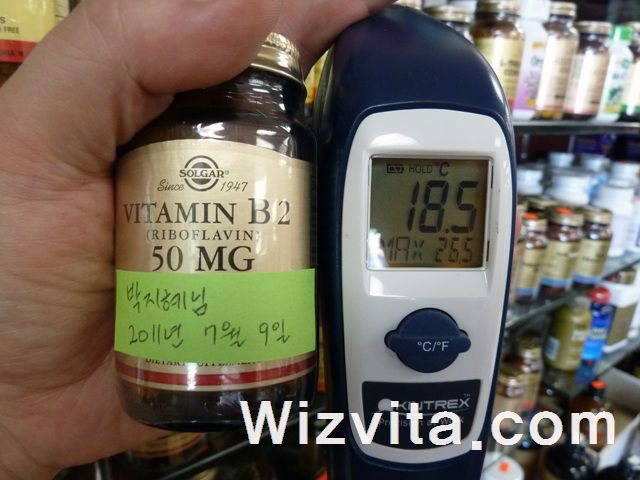 SOLGAR
Since 1947
VITAMIN B2
(RIBOFLAVIN)
50 MG
박지혜님
2011년 7월 9일
HOLD °C
18.5
MAX 26.5
°C/°F
KINTREX
Wizvita.com